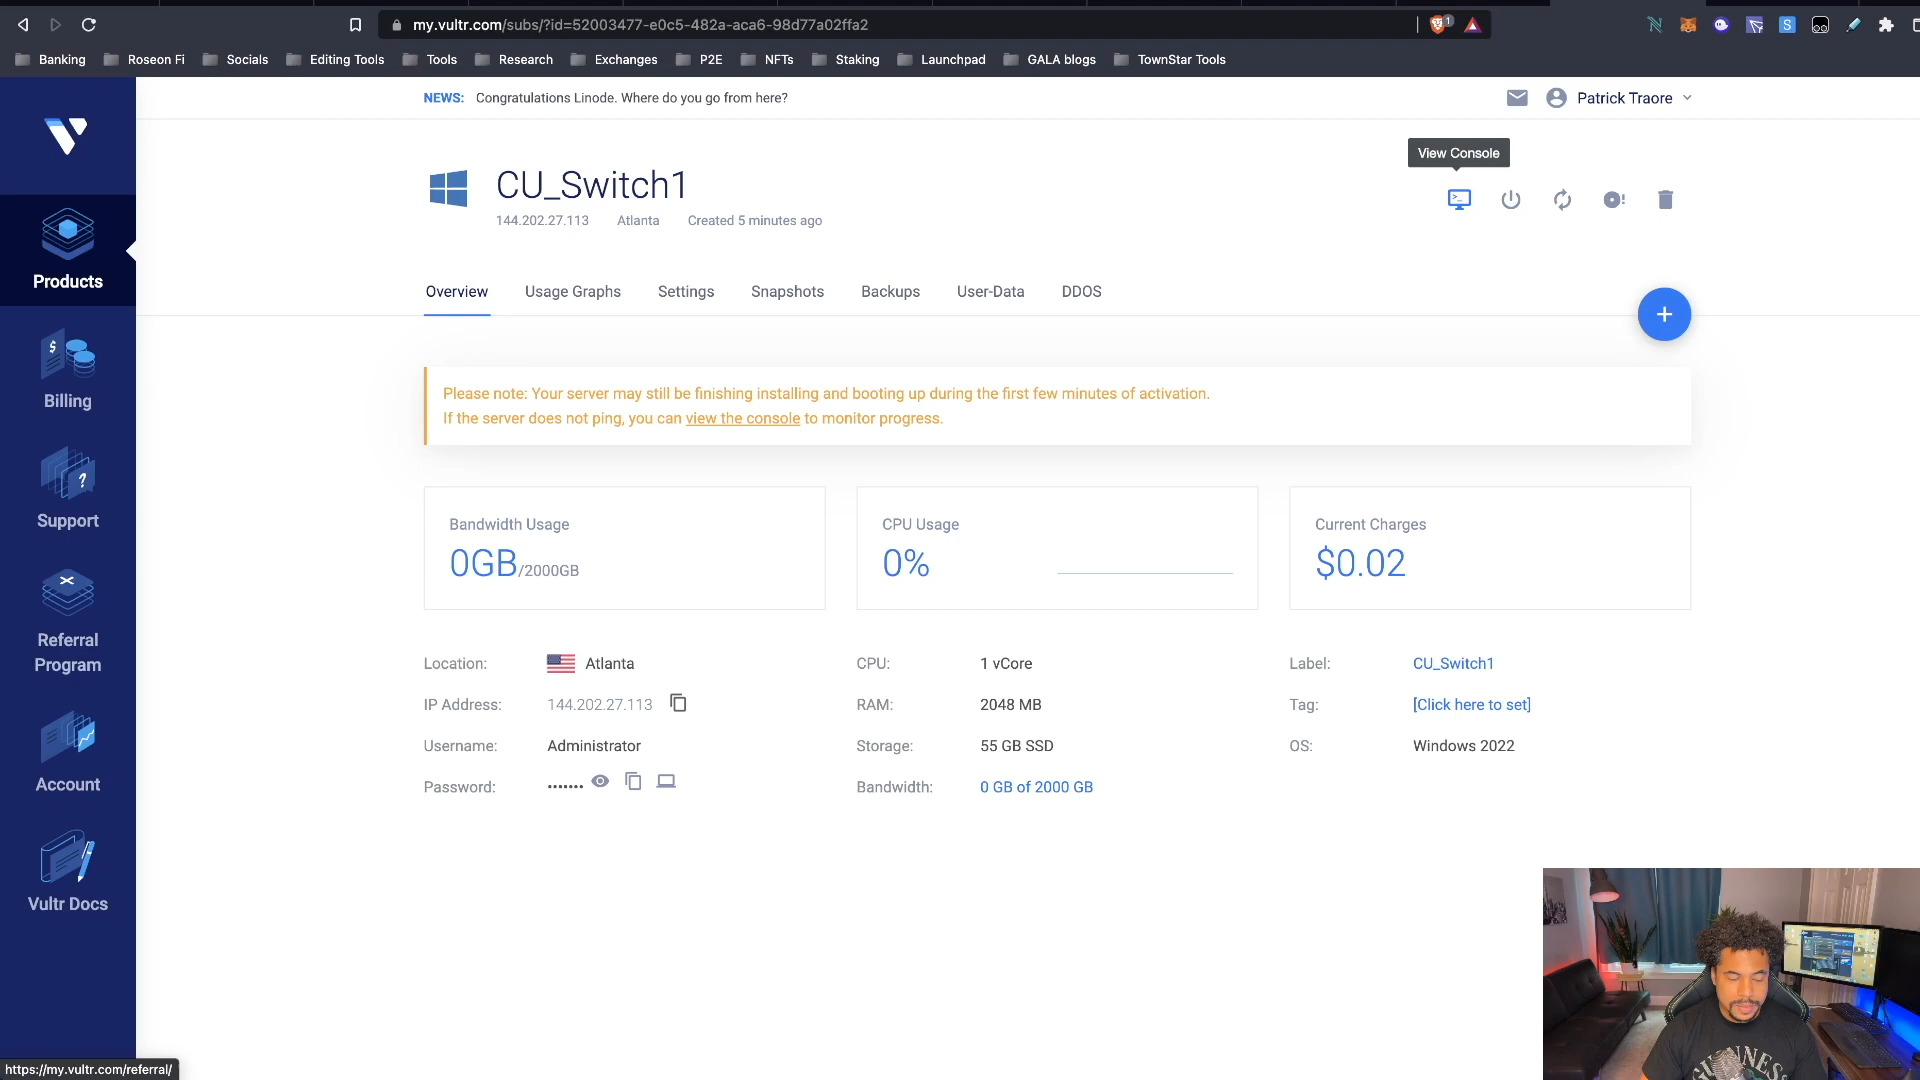 my.vultr.com/subs/?id=52003477-e0c5-482a-aca6-98d77a02ffa2
1
S
Banking Roseon Fi Socials Editing Tools Tools Research Exchanges P2E NFTs Staking Launchpad GALA blogs TownStar Tools
NEWS: Congratulations Linode. Where do you go from here?
Patrick Traore
View Console
CU_Switch1
144.202.27.113 Atlanta Created 5 minutes ago
Products
Billing
Support
Referral
Program
Account
Vultr Docs
Overview Usage Graphs Settings Snapshots Backups User-Data DDOS
+
Please note: Your server may still be finishing installing and booting up during the first few minutes of activation.
If the server does not ping, you can view the console to monitor progress.
Bandwidth Usage
0GB/2000GB
CPU Usage
0%
Current Charges
$0.02
Location: Atlanta
IP Address: 144.202.27.113
Username: Administrator
Password: •••••••
CPU: 1 vCore
RAM: 2048 MB
Storage: 55 GB SSD
Bandwidth: 0 GB of 2000 GB
Label: CU_Switch1
Tag: [Click here to set]
OS: Windows 2022
https://my.vultr.com/referral/
GUINNESS